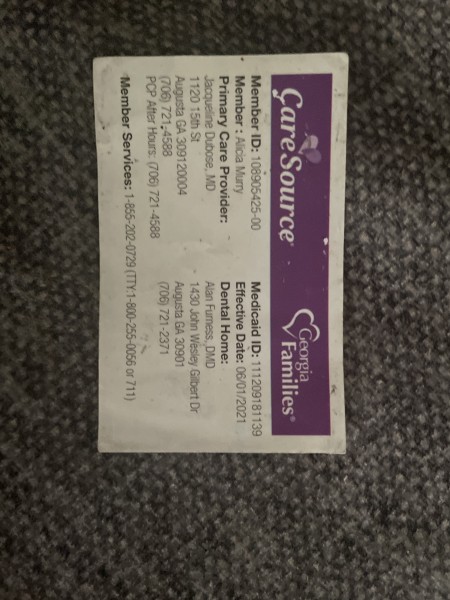 CareSource
Georgia
Families®
Member ID: 108905425-00
Member : Alicia Murry
Primary Care Provider:
Jacqueline Dubose, MD
1120 15th St
Augusta GA 309120004
(706) 721-4588
PCP After Hours: (706) 721-4588
Medicaid ID: 111209181139
Effective Date: 06/01/2021
Dental Home:
Alan Furness, DMD
1430 John Wesley Gilbert Dr
Augusta GA 30901
(706) 721-2371
Member Services: 1-855-202-0729 (TTY:1-800-255-0056 or 711)